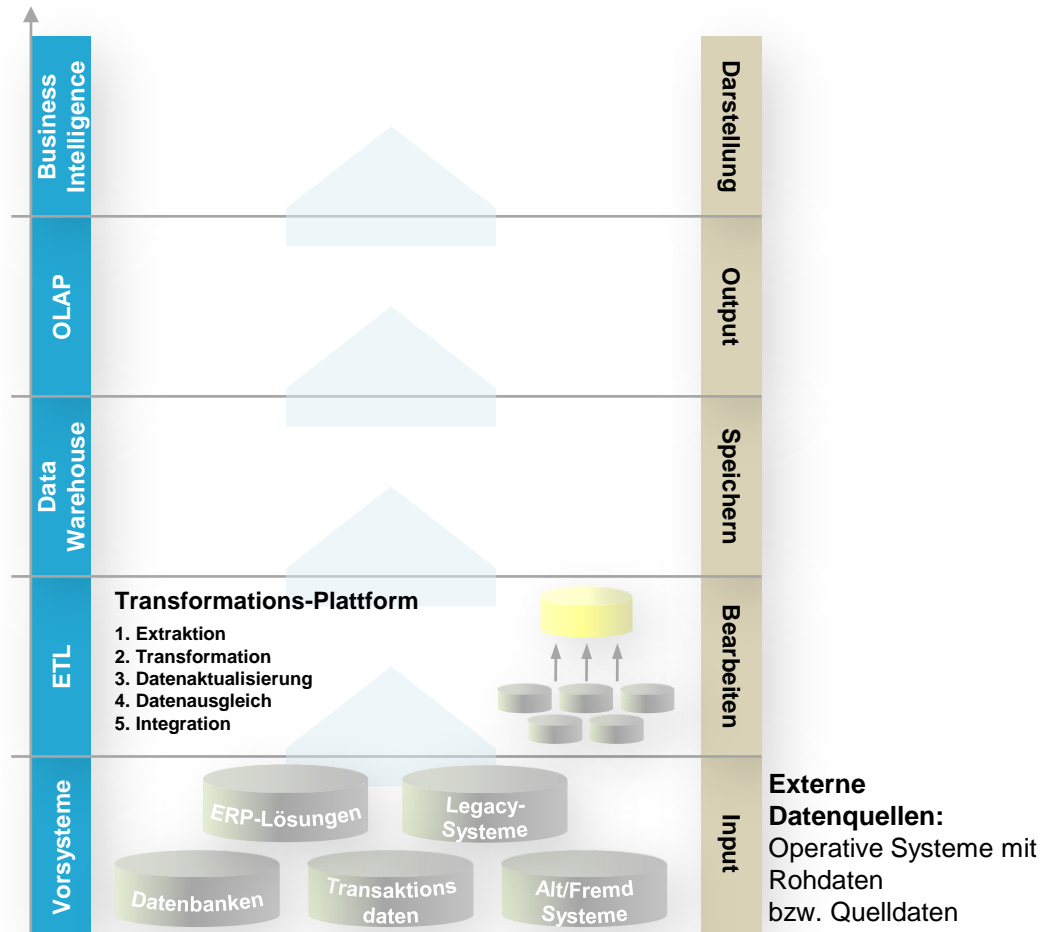 Business
Intelligence
Darstellung
OLAP
Output
Data
Warehouse
Speichern
ETL
Transformations-Plattform
1. Extraktion
2. Transformation
3. Datenaktualisierung
4. Datenausgleich
5. Integration
Bearbeiten
Vorsysteme
ERP-Lösungen
Legacy-
Systeme
Datenbanken
Transaktions
daten
Alt/Fremd
Systeme
Input
Externe
Datenquellen:
Operative Systeme mit
Rohdaten
bzw. Quelldaten